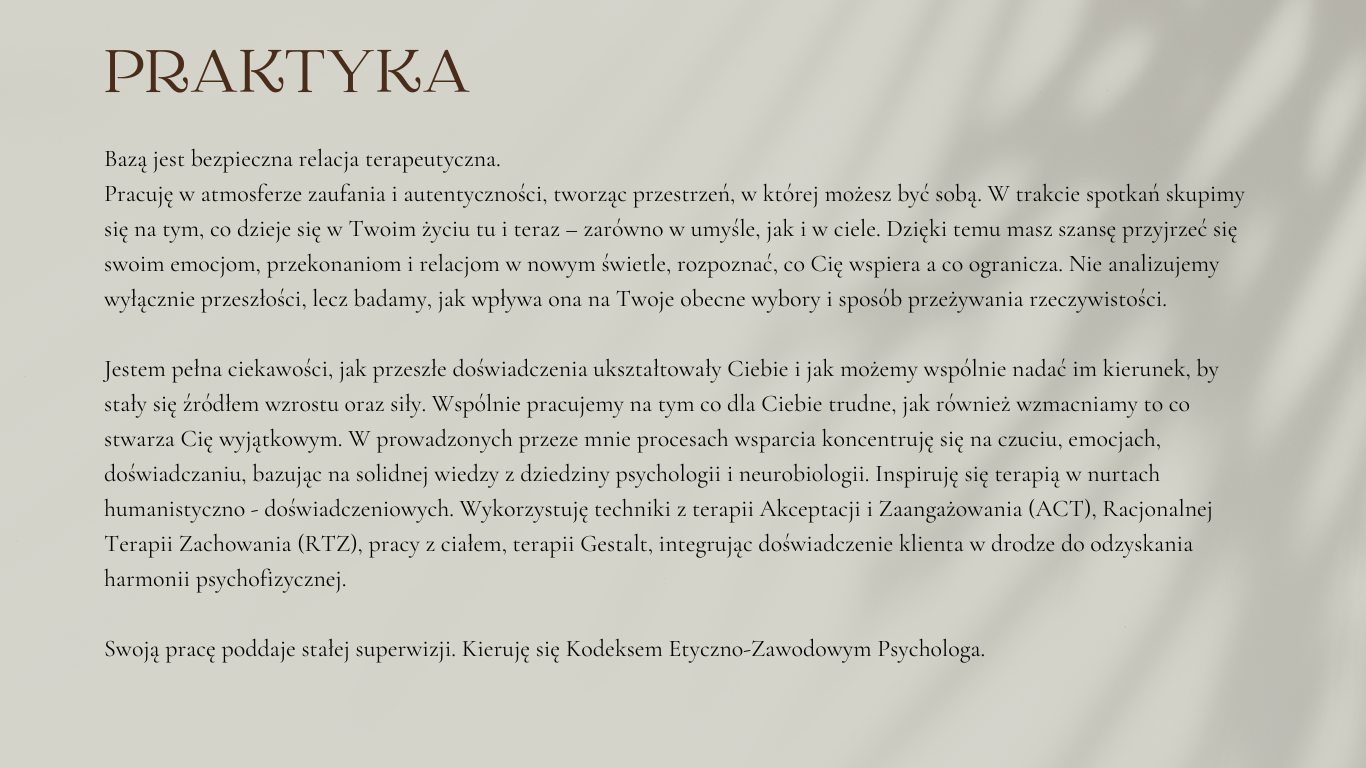 PRAKTYKA
Bazą jest bezpieczna relacja terapeutyczna.
Pracuję w atmosferze zaufania i autentyczności, tworząc przestrzeń, w której możesz być sobą. W trakcie spotkań skupimy
się na tym, co dzieje się w Twoim życiu tu i teraz – zarówno w umyśle, jak i w ciele. Dzięki temu masz szansę przyjrzeć się
swoim emocjom, przekonaniom i relacjom w nowym świetle, rozpoznać, co Cię wspiera a co ogranicza. Nie analizujemy
wyłącznie przeszłości, lecz badamy, jak wpływa ona na Twoje obecne wybory i sposób przeżywania rzeczywistości.
Jestem pełna ciekawości, jak przeszłe doświadczenia ukształtowały Ciebie i jak możemy wspólnie nadać im kierunek, by
stały się źródłem wzrostu oraz siły. Wspólnie pracujemy na tym co dla Ciebie trudne, jak również wzmacniamy to co
stwarza Cię wyjątkowym. W prowadzonych przeze mnie procesach wsparcia koncentruję się na czuciu, emocjach,
doświadczaniu, bazując na solidnej wiedzy z dziedziny psychologii i neurobiologii. Inspiruję się terapią w nurtach
humanistyczno - doświadczeniowych. Wykorzystuję techniki z terapii Akceptacji i Zaangażowania (ACT), Racjonalnej
Terapii Zachowania (RTZ), pracy z ciałem, terapii Gestalt, integrując doświadczenie klienta w drodze do odzyskania
harmonii psychofizycznej.
Swoją pracę poddaje stałej superwizji. Kieruję się Kodeksem Etyczno-Zawodowym Psychologa.